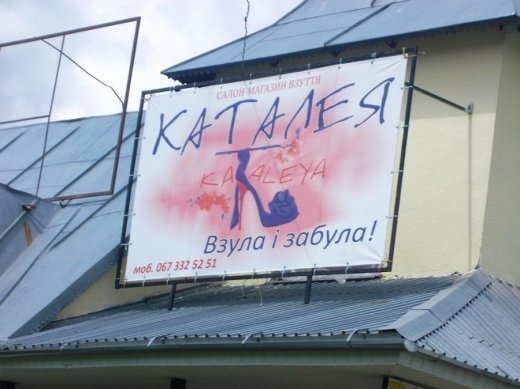 САЛОН-МАГАЗИН ВЗУТТЯ
КАТАЛЕЯ
KATALEYA
Взула і забула!
моб. 067 332 52 51